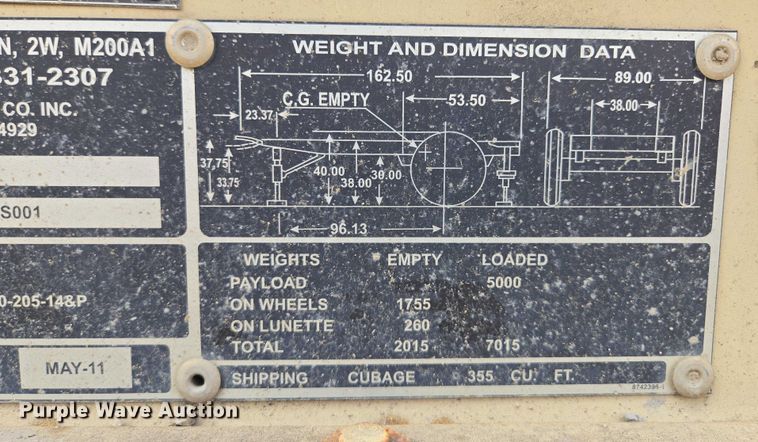 N, 2W, M200A1
31-2307
CO. INC.
4929
S001
0-205-14&P
MAY-11
WEIGHT AND DIMENSION DATA
162.50
89.00
C.G. EMPTY
53.50
23.37
38.00
37.75
33.75
40.00
38.00
30.00
96.13
WEIGHTS EMPTY LOADED
PAYLOAD 5000
ON WHEELS 1755
ON LUNETTE 260
TOTAL 2015 7015
SHIPPING CUBAGE 355 CU. FT.
8742396-1
Purple Wave Auction